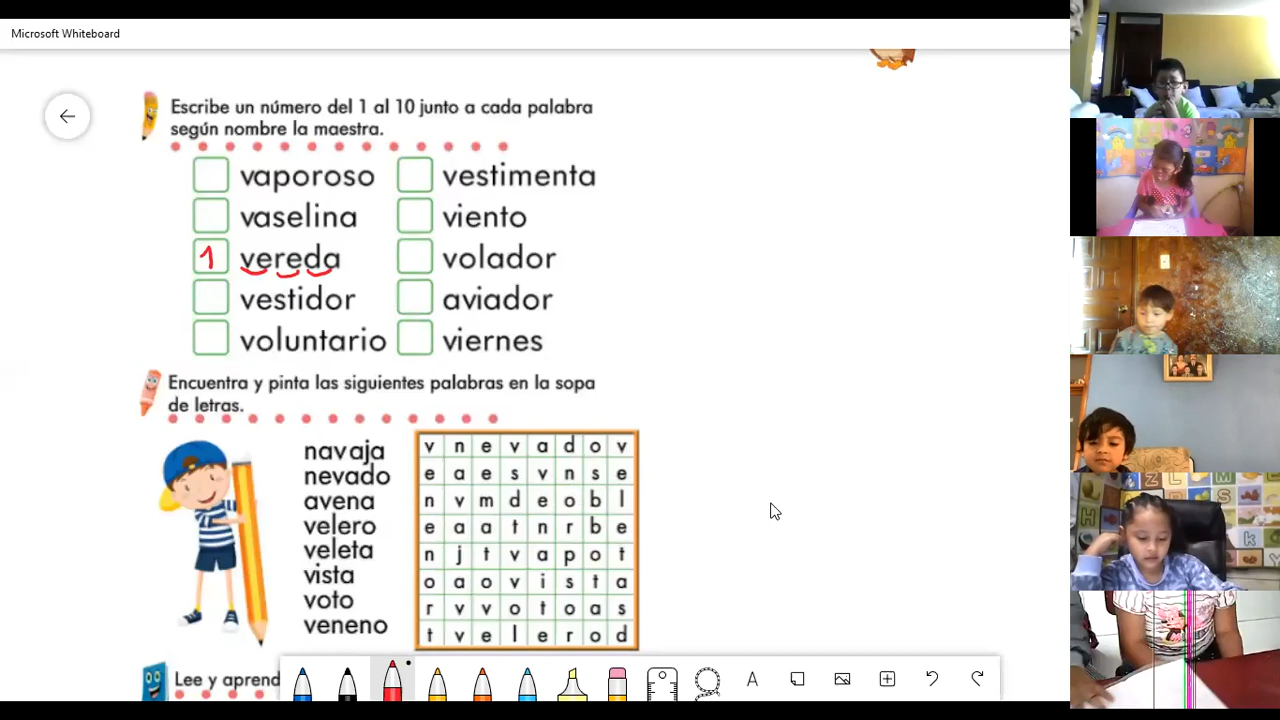 Microsoft Whiteboard
Escribe un número del 1 al 10 junto a cada palabra
según nombre la maestra.
vaporoso vestimenta
vaselina viento
1 vereda volador
vestidor aviador
voluntario viernes
Encuentra y pinta las siguientes palabras en la sopa
de letras.
navaja
nevado
avena
velero
veleta
vista
voto
veneno
v n e v a d o v
e a e s v n s e
n v m d e o b l
e a a t n r b e
n j t v a p o t
o a o v i s t a
r v v o t o a s
t v e l e r o d
Lee y aprend
A